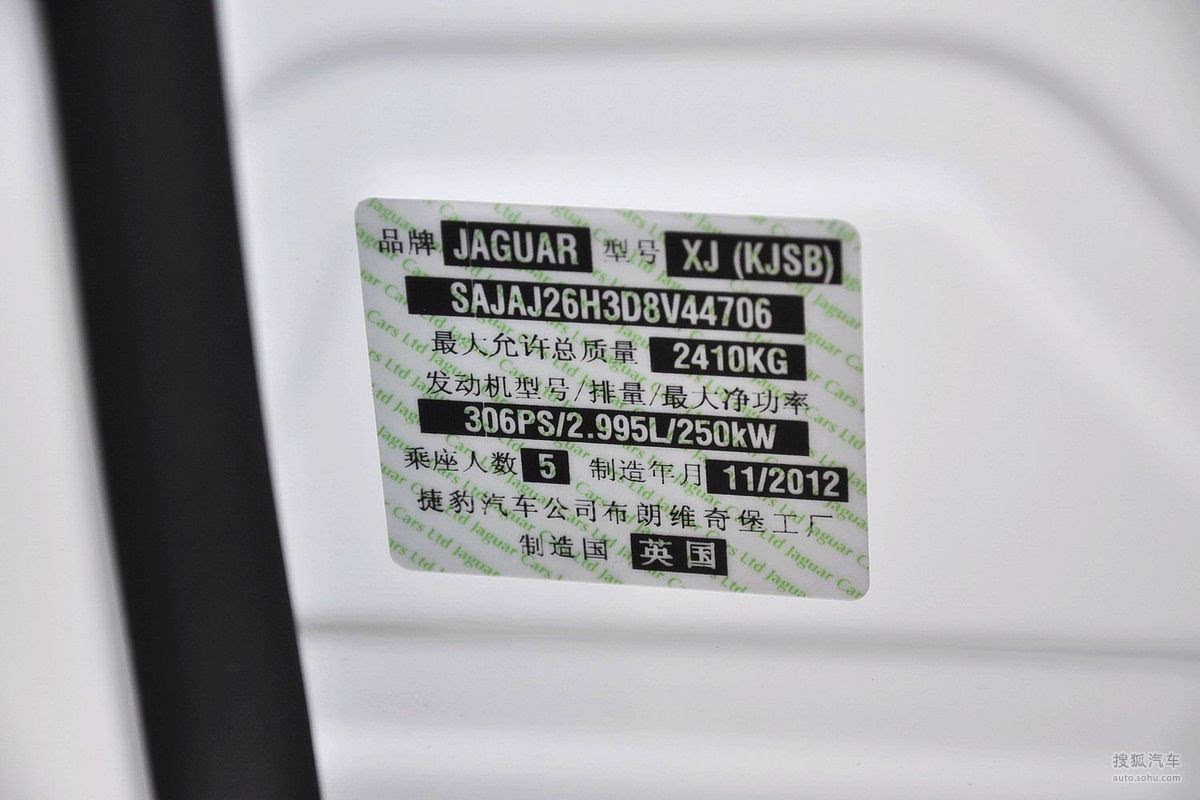 品牌 JAGUAR 型号 XJ (KJSB)
SAJAJ26H3D8V44706
最大允许总质量 2410KG
发动机型号/排量/最大净功率
306PS/2.995L/250kW
乘座人数 5 制造年月 11/2012
捷豹汽车公司布朗维奇堡工厂
制造国 英国
搜狐汽车
auto.sohu.com